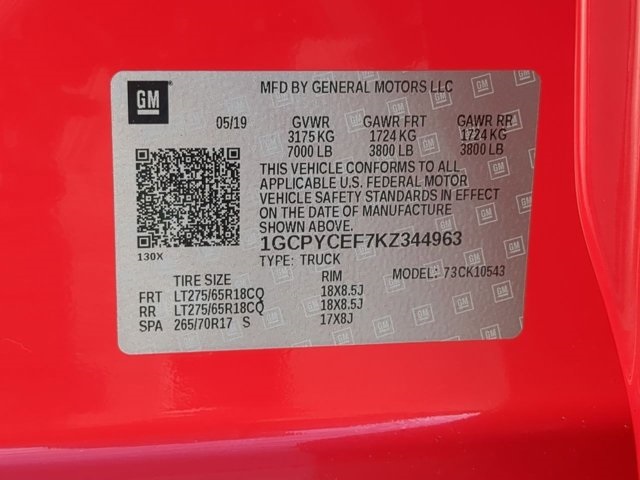 MFD BY GENERAL MOTORS LLC
GM
05/19 GVWR GAWR FRT GAWR RR
3175 KG 1724 KG 1724 KG
7000 LB 3800 LB 3800 LB
THIS VEHICLE CONFORMS TO ALL
APPLICABLE U.S. FEDERAL MOTOR
VEHICLE SAFETY STANDARDS IN EFFECT
ON THE DATE OF MANUFACTURE
SHOWN ABOVE.
1GCPYCEF7KZ344963
130X
TYPE: TRUCK MODEL: 73CK10543
TIRE SIZE RIM
FRT LT275/65R18CQ 18X8.5J
RR LT275/65R18CQ 18X8.5J
SPA 265/70R17 S 17X8J